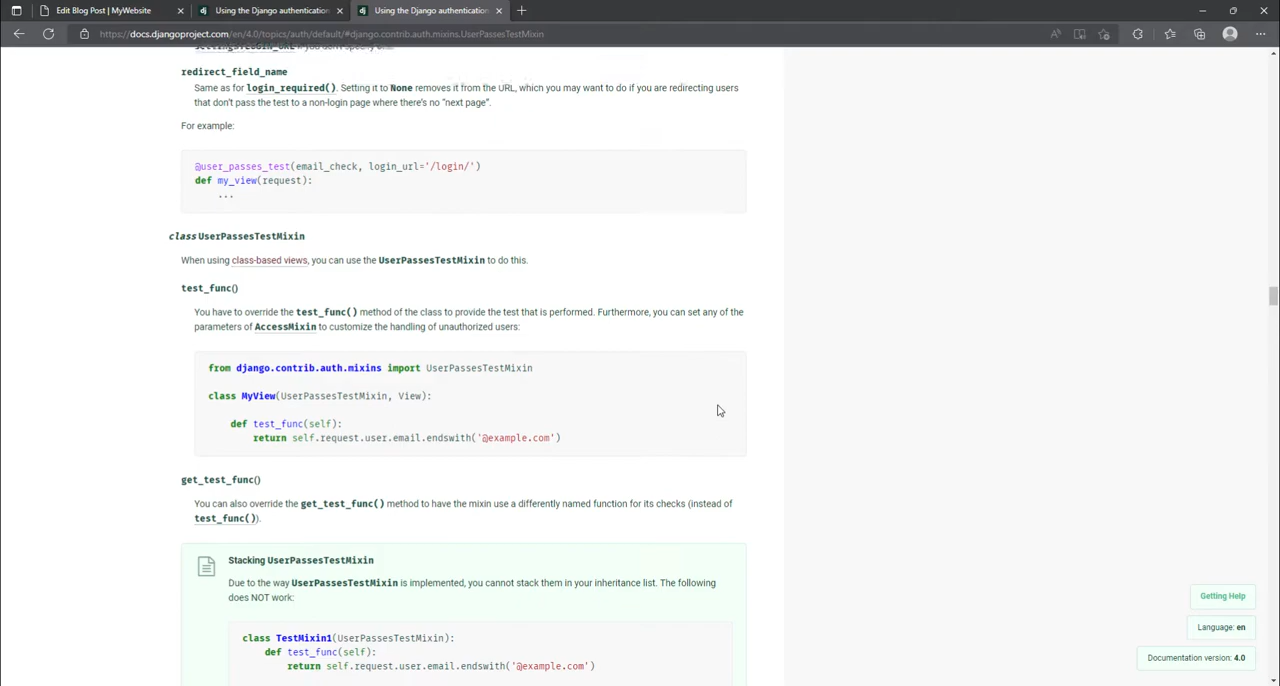 Edit Blog Post | MyWebsite
Using the Django authentication
Using the Django authentication
https://docs.djangoproject.com/en/4.0/topics/auth/default/#django.contrib.auth.mixins.UserPassesTestMixin
settings.LOGIN_URL if you don't specify
redirect_field_name
Same as for login_required(). Setting it to None removes it from the URL, which you may want to do if you are redirecting users
that don't pass the test to a non-login page where there's no “next page”.
For example:
@user_passes_test(email_check, login_url='/login/')
def my_view(request):
...
class UserPassesTestMixin
When using class-based views, you can use the UserPassesTestMixin to do this.
test_func()
You have to override the test_func() method of the class to provide the test that is performed. Furthermore, you can set any of the
parameters of AccessMixin to customize the handling of unauthorized users:
from django.contrib.auth.mixins import UserPassesTestMixin
class MyView(UserPassesTestMixin, View):
def test_func(self):
return self.request.user.email.endswith('@example.com')
get_test_func()
You can also override the get_test_func() method to have the mixin use a differently named function for its checks (instead of
test_func()).
Stacking UserPassesTestMixin
Due to the way UserPassesTestMixin is implemented, you cannot stack them in your inheritance list. The following
does NOT work:
class TestMixin1(UserPassesTestMixin):
def test_func(self):
return self.request.user.email.endswith('@example.com')
Getting Help
Language: en
Documentation version: 4.0